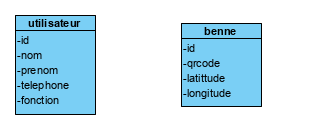 utilisateur
-id
-nom
-prenom
-telephone
-fonction
benne
-id
-qrcode
-latittude
-longitude